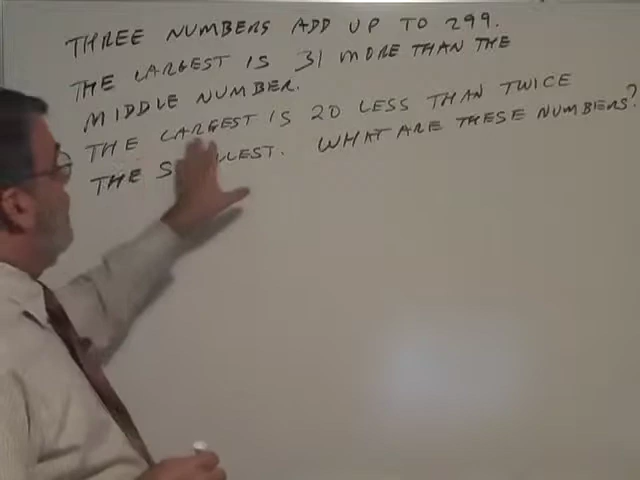 THREE NUMBERS ADD UP TO 299.
THE LARGEST IS 31 MORE THAN THE
MIDDLE NUMBER.
THE LARGEST IS 20 LESS THAN TWICE
THE SMALLEST. WHAT ARE THESE NUMBERS?